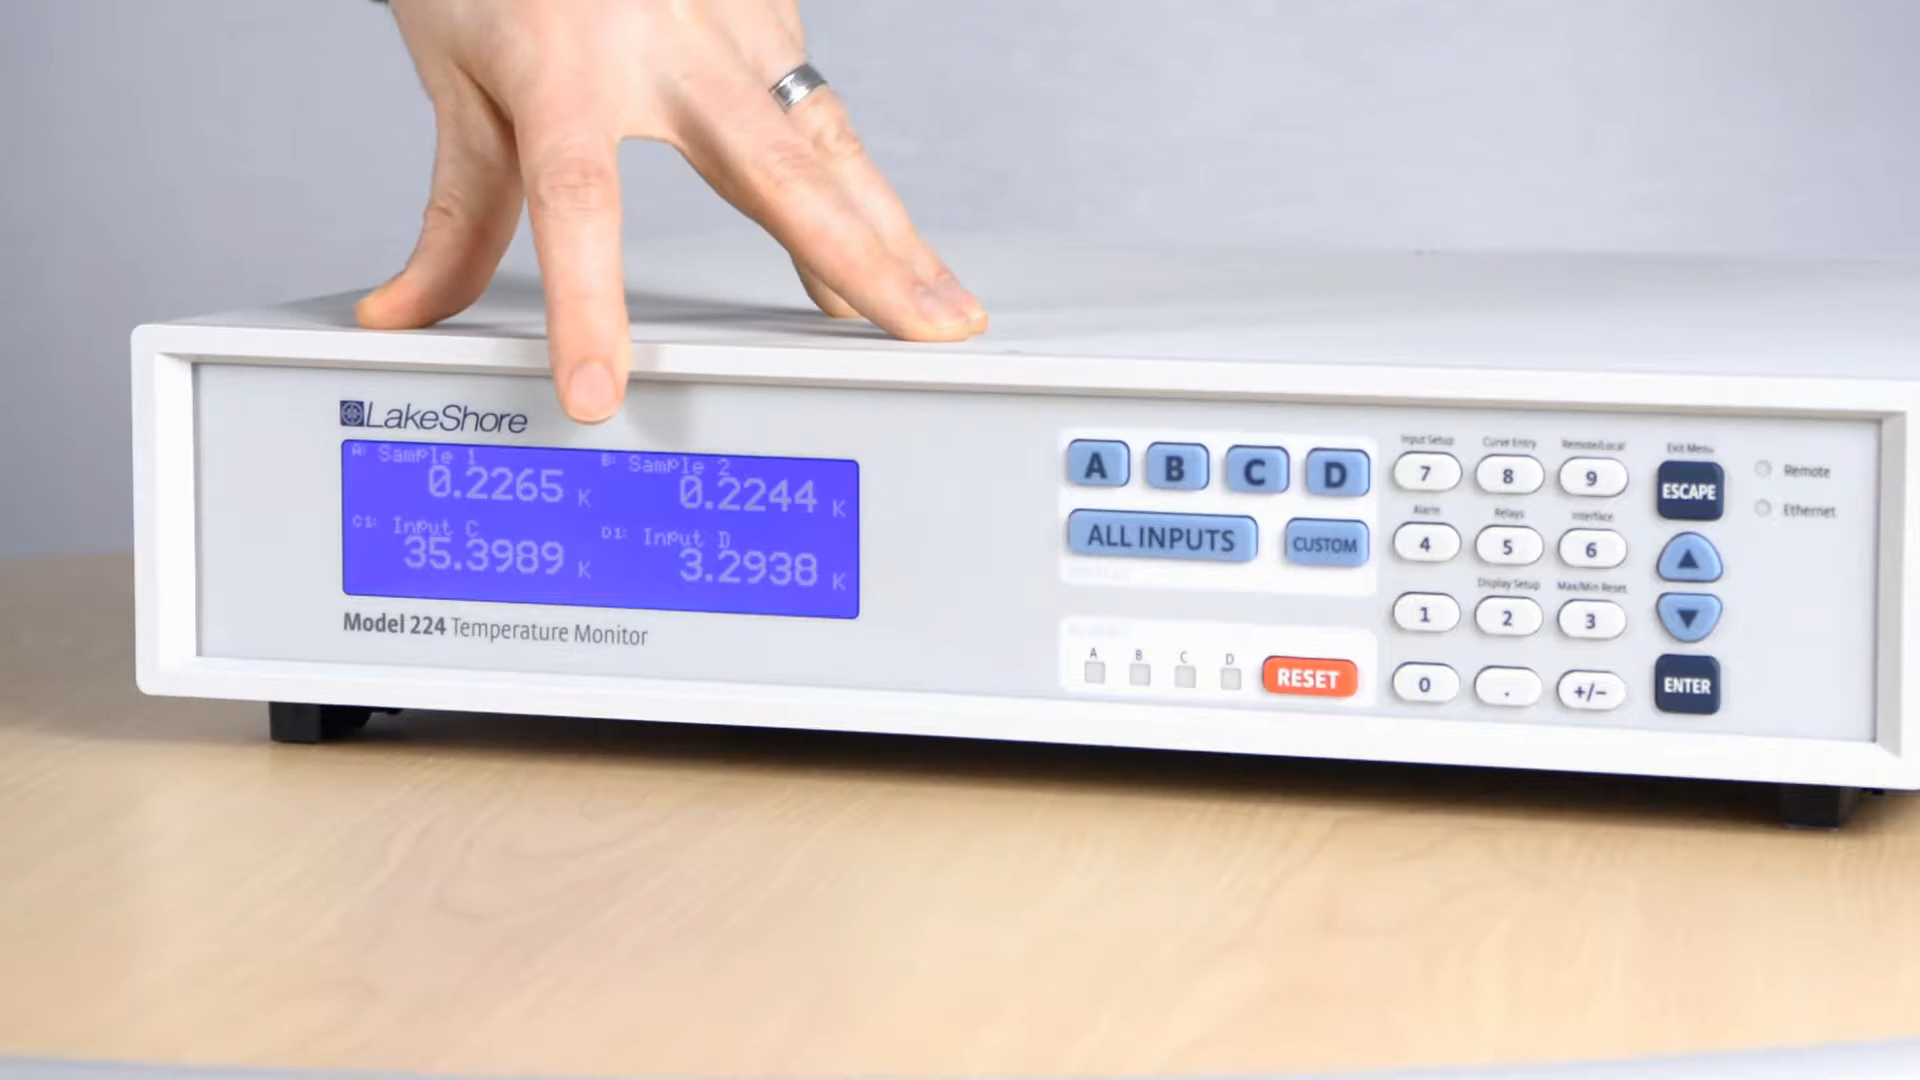 LakeShore
A: Sample 1
0.2265 K
B: Sample 2
0.2244 K
C1: Input C
35.3989 K
D1: Input D
3.2938 K
Model 224 Temperature Monitor
A B C D
ALL INPUTS CUSTOM
A B C D
RESET
Input Setup Curve Entry Remote/Local
7 8 9
Alarm Relays Interface
4 5 6
Display Setup Max/Min Reset
1 2 3
0 . +/−
Exit Menu
ESCAPE
▲
▼
ENTER
Remote
Ethernet